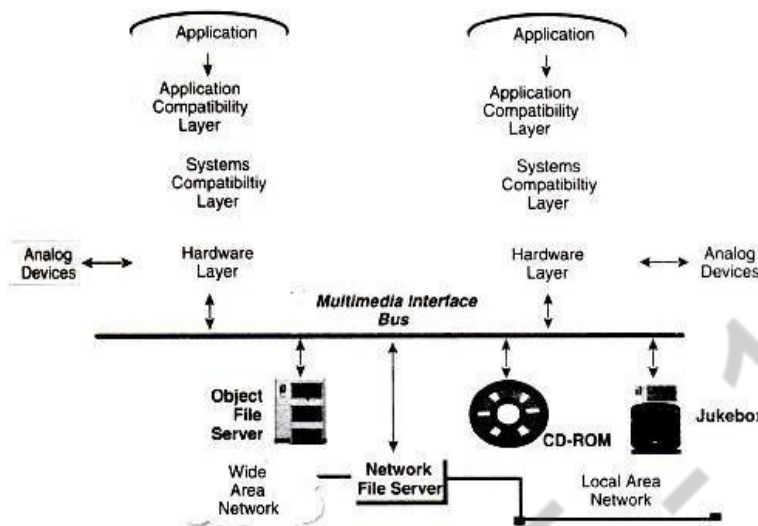 Application
Application
Application
Compatibility
Layer
Application
Compatibility
Layer
Systems
Compatibiltiy
Layer
Systems
Compatibility
Layer
Analog
Devices
Hardware
Layer
Hardware
Layer
Analog
Devices
Multimedia Interface
Bus
Object
File
Server
CD-ROM
Jukebox
Wide
Area
Network
Network
File Server
Local Area
Network